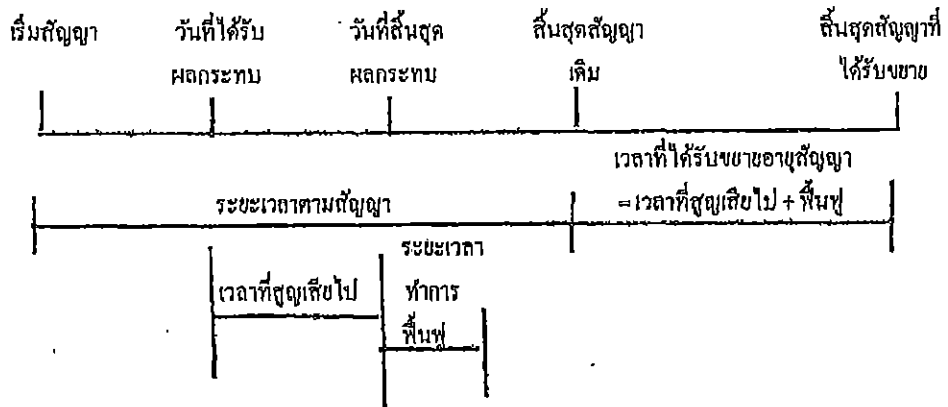 เริ่มสัญญา วันที่ได้รับ วันที่สิ้นสุด สิ้นสุดสัญญา สิ้นสุดสัญญาที่
ผลกระทบ ผลกระทบ เดิม ได้รับขยาย
เวลาที่ได้รับขยายอายุสัญญา
ระยะเวลาตามสัญญา =เวลาที่สูญเสียไป + ฟื้นฟู
ระยะเวลา
เวลาที่สูญเสียไป ทำการ
ฟื้นฟู